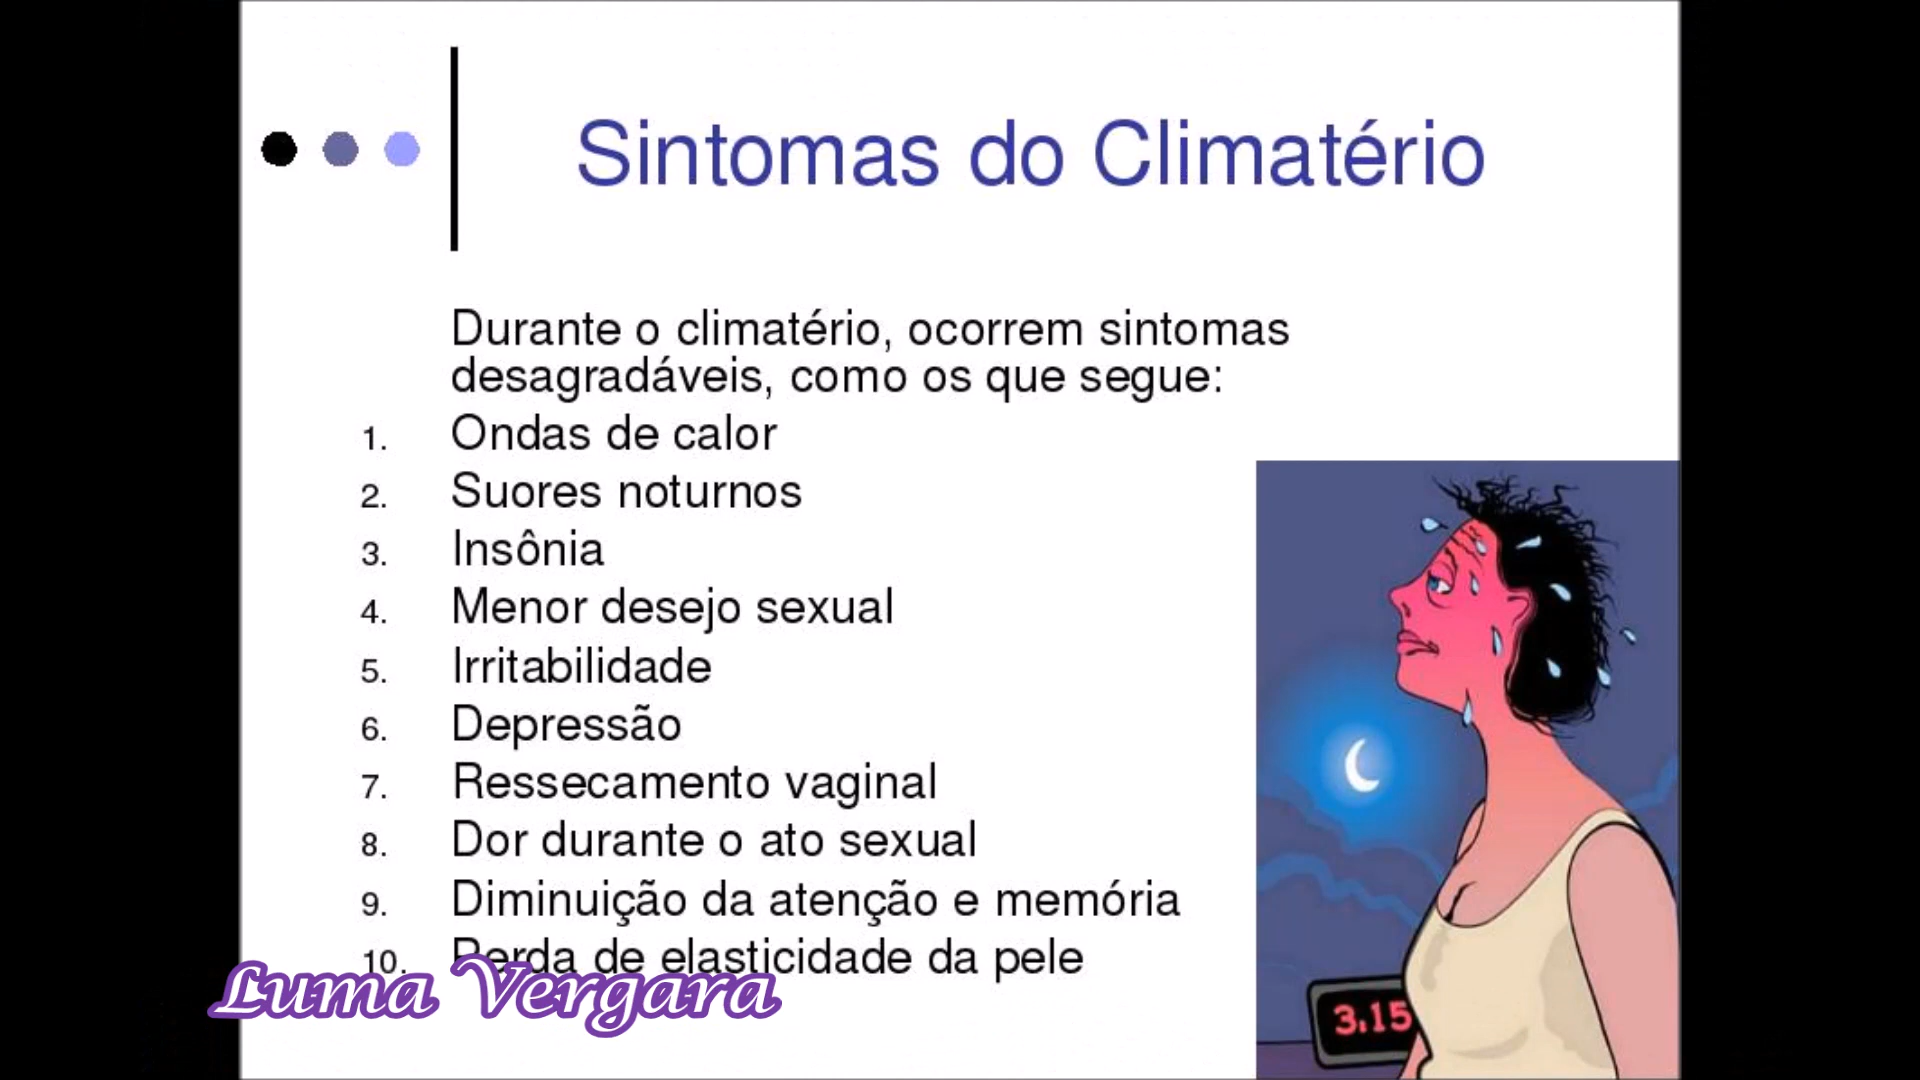 Sintomas do Climatério
Durante o climatério, ocorrem sintomas
desagradáveis, como os que segue:
1. Ondas de calor
2. Suores noturnos
3. Insônia
4. Menor desejo sexual
5. Irritabilidade
6. Depressão
7. Ressecamento vaginal
8. Dor durante o ato sexual
9. Diminuição da atenção e memória
10. Perda de elasticidade da pele
Luma Vergara
3.15